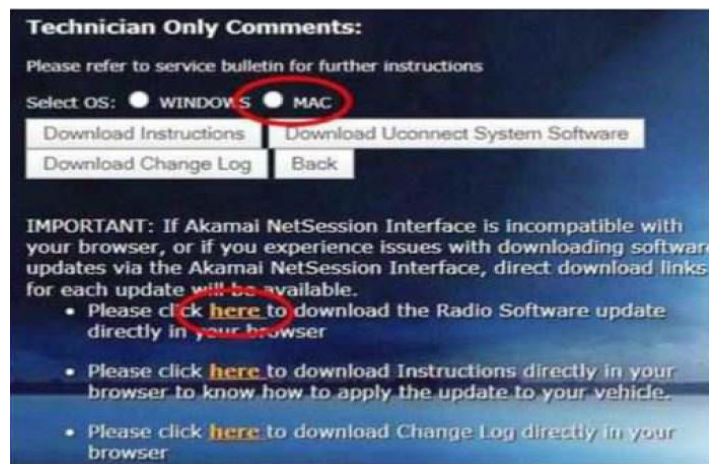 Technician Only Comments:
Please refer to service bulletin for further instructions
Select OS: WINDOWS MAC
Download Instructions Download Uconnect System Software
Download Change Log Back
IMPORTANT: If Akamai NetSession Interface is incompatible with
your browser, or if you experience issues with downloading software
updates via the Akamai NetSession Interface, direct download links
for each update will be available.
• Please click here to download the Radio Software update
directly in your browser
• Please click here to download Instructions directly in your
browser to know how to apply the update to your vehicle.
• Please click here to download Change Log directly in your
browser